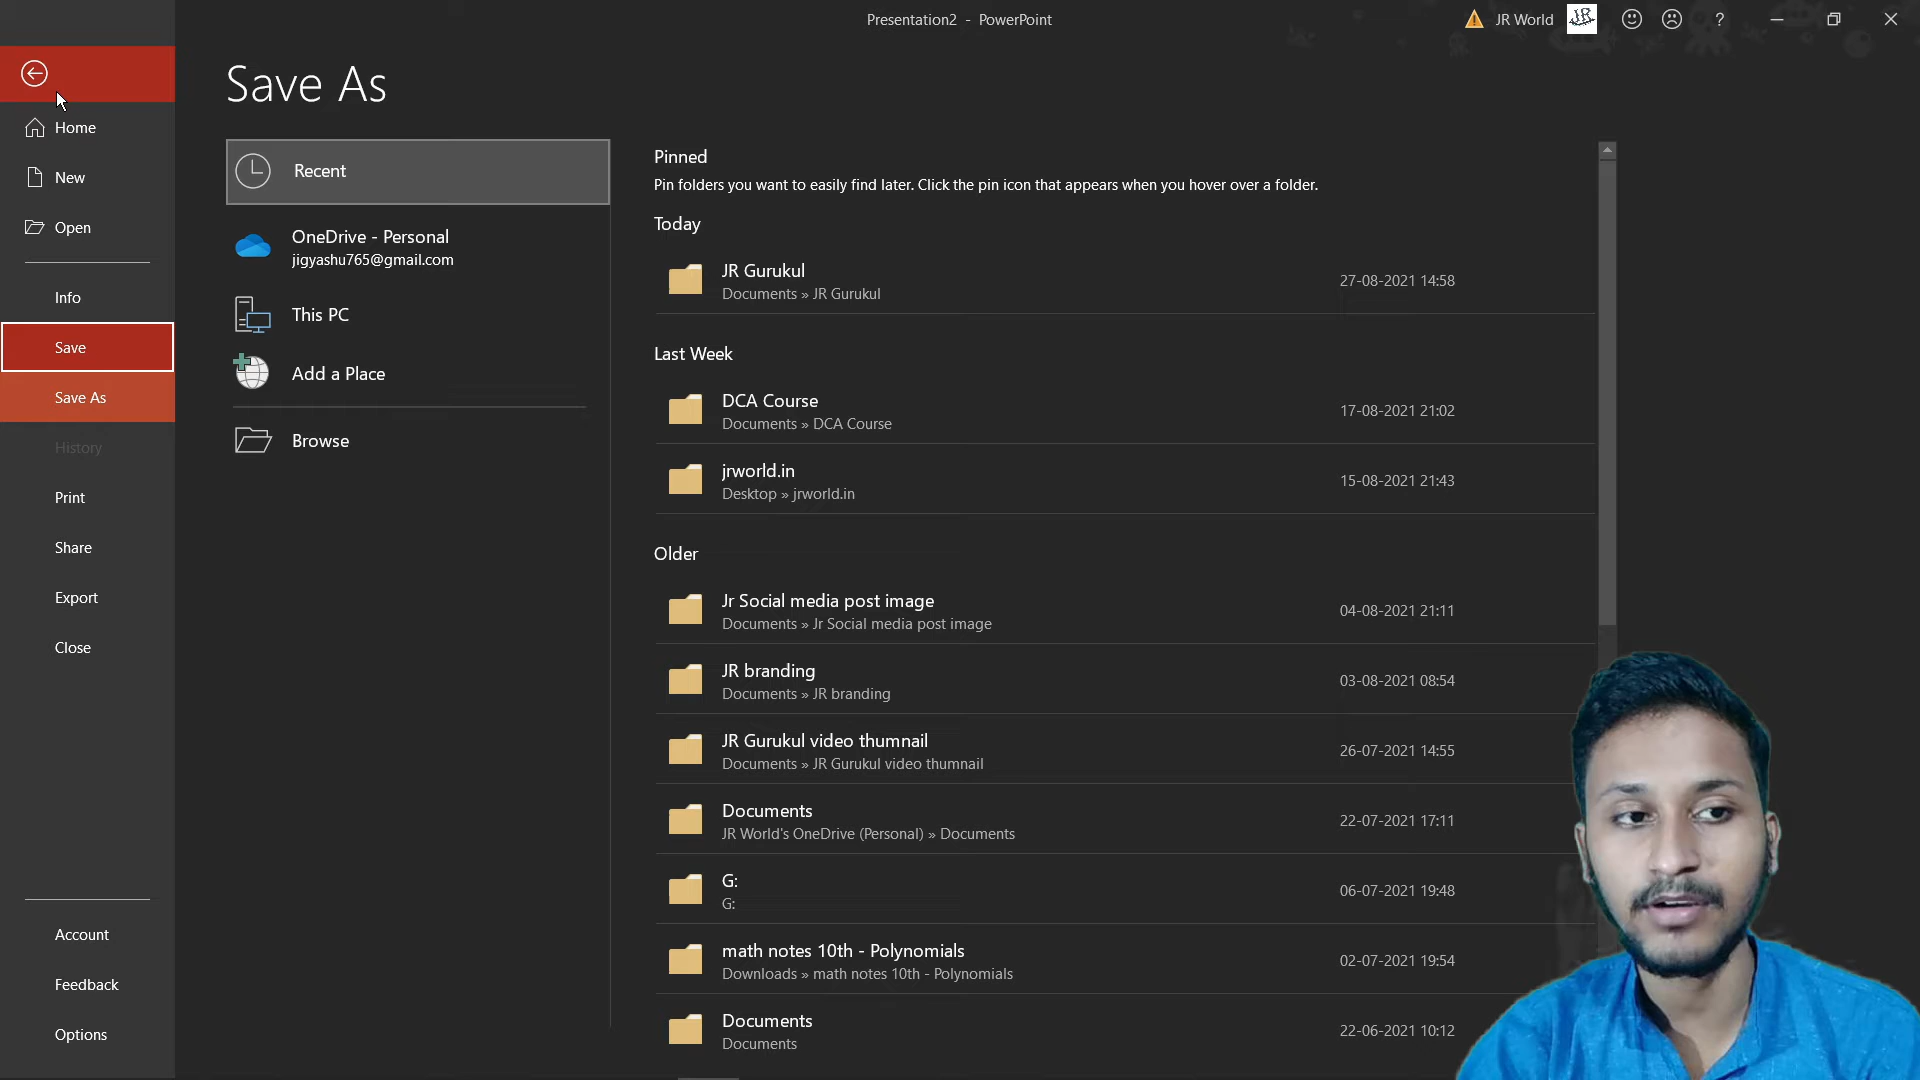 Presentation2 - PowerPoint
JR World
JR
?
Save As
Home
New
Open
Info
Save
Save As
History
Print
Share
Export
Close
Account
Feedback
Options
Recent
OneDrive - Personal
jigyashu765@gmail.com
This PC
Add a Place
Browse
Pinned
Pin folders you want to easily find later. Click the pin icon that appears when you hover over a folder.
Today
JR Gurukul 27-08-2021 14:58
Documents » JR Gurukul
Last Week
DCA Course 17-08-2021 21:02
Documents » DCA Course
jrworld.in 15-08-2021 21:43
Desktop » jrworld.in
Older
Jr Social media post image 04-08-2021 21:11
Documents » Jr Social media post image
JR branding 03-08-2021 08:54
Documents » JR branding
JR Gurukul video thumnail 26-07-2021 14:55
Documents » JR Gurukul video thumnail
Documents 22-07-2021 17:11
JR World's OneDrive (Personal) » Documents
G: 06-07-2021 19:48
G:
math notes 10th - Polynomials 02-07-2021 19:54
Downloads » math notes 10th - Polynomials
Documents 22-06-2021 10:12
Documents